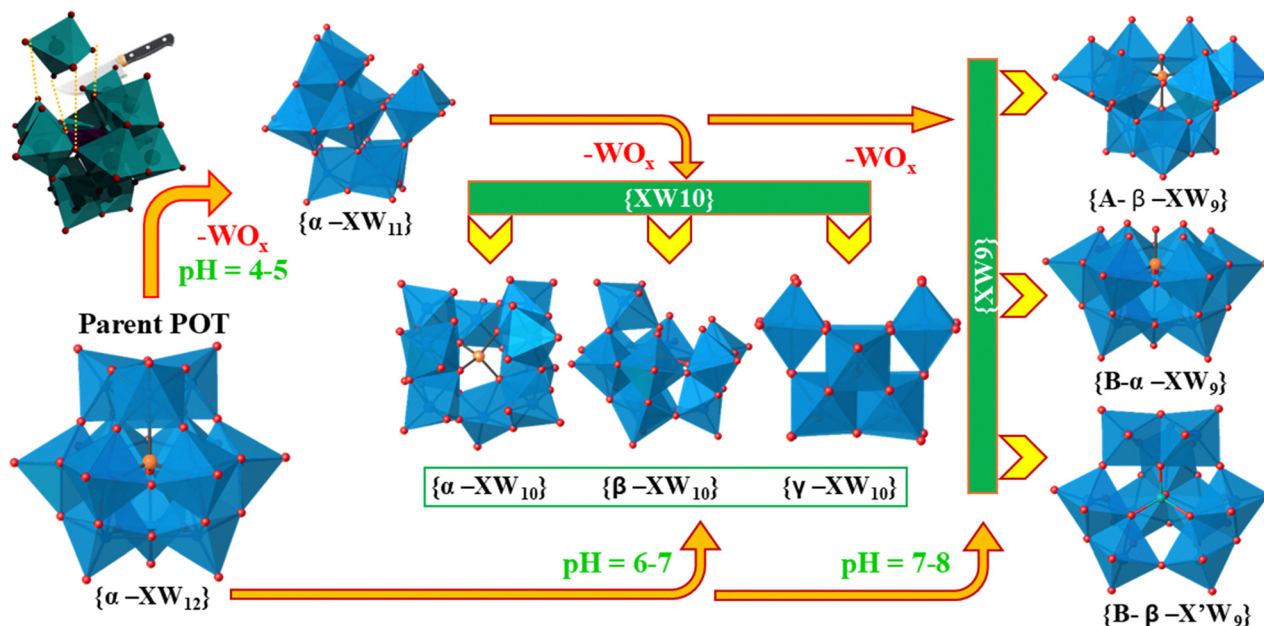 {α –XW₁₁}
-WOₓ
pH = 4-5
Parent POT
{α –XW₁₂}
-WOₓ
-WOₓ
{XW10}
{α –XW₁₀}
{β –XW₁₀}
{γ –XW₁₀}
pH = 6-7
pH = 7-8
{XW9}
{A- β –XW₉}
{B-α –XW₉}
{B- β –X’W₉}